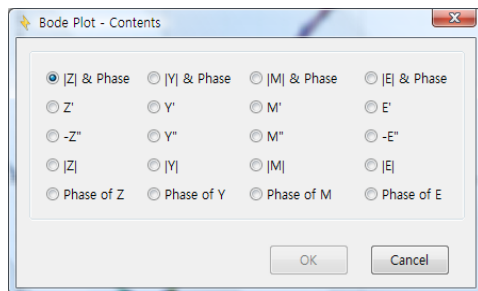 Bode Plot - Contents
|Z| & Phase |Y| & Phase |M| & Phase |E| & Phase
Z' Y' M' E'
-Z" Y" M" -E"
|Z| |Y| |M| |E|
Phase of Z Phase of Y Phase of M Phase of E
OK Cancel